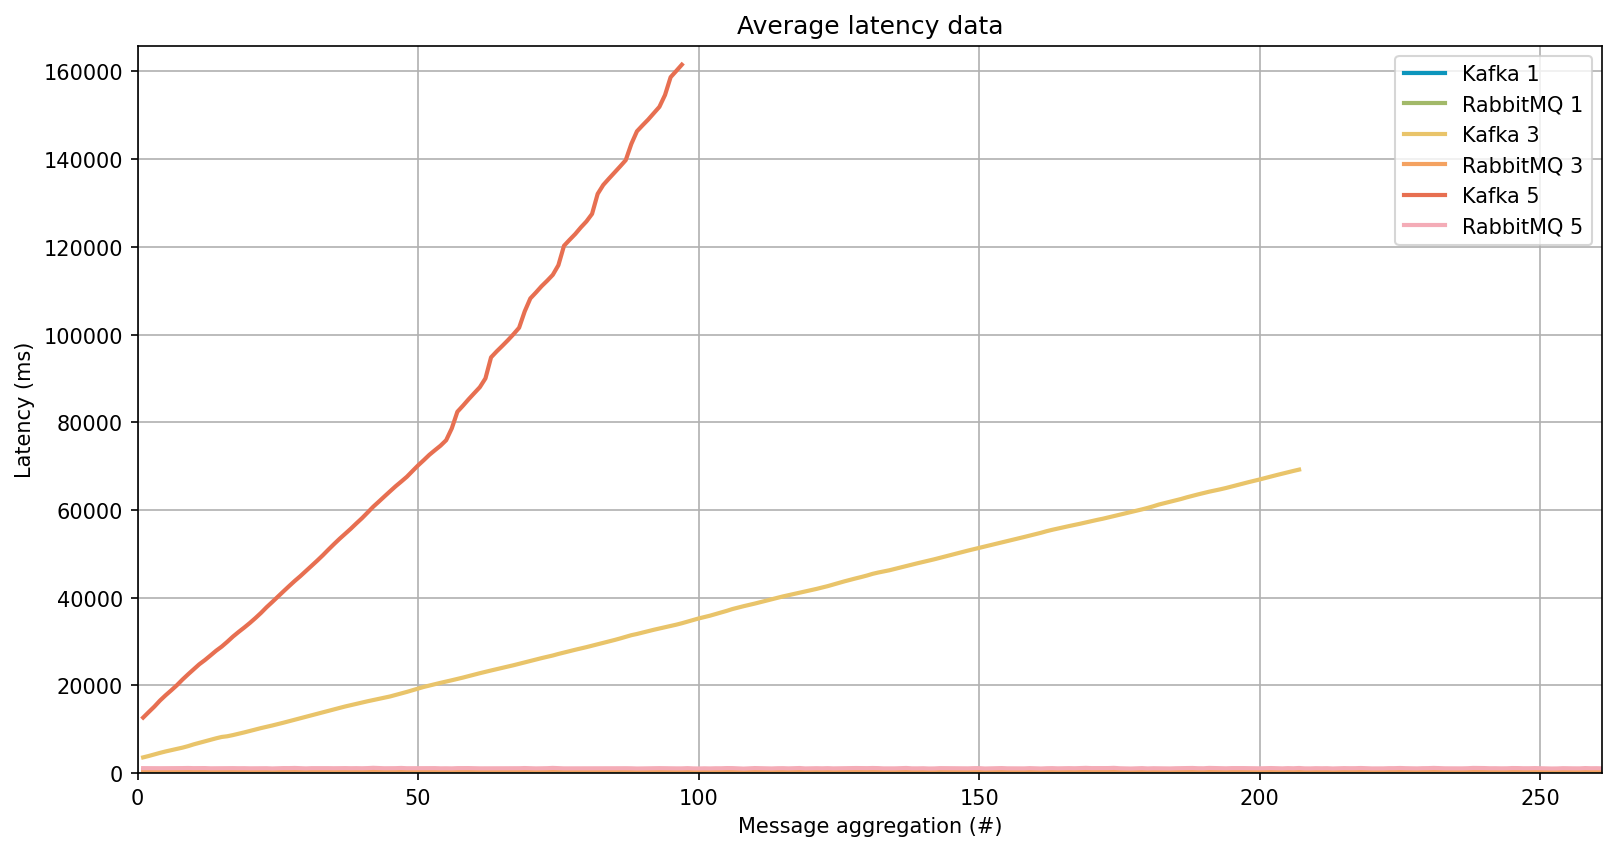 Average latency data
Latency (ms)
160000
140000
120000
100000
80000
60000
40000
20000
0
Kafka 1
RabbitMQ 1
Kafka 3
RabbitMQ 3
Kafka 5
RabbitMQ 5
0 50 100 150 200 250
Message aggregation (#)